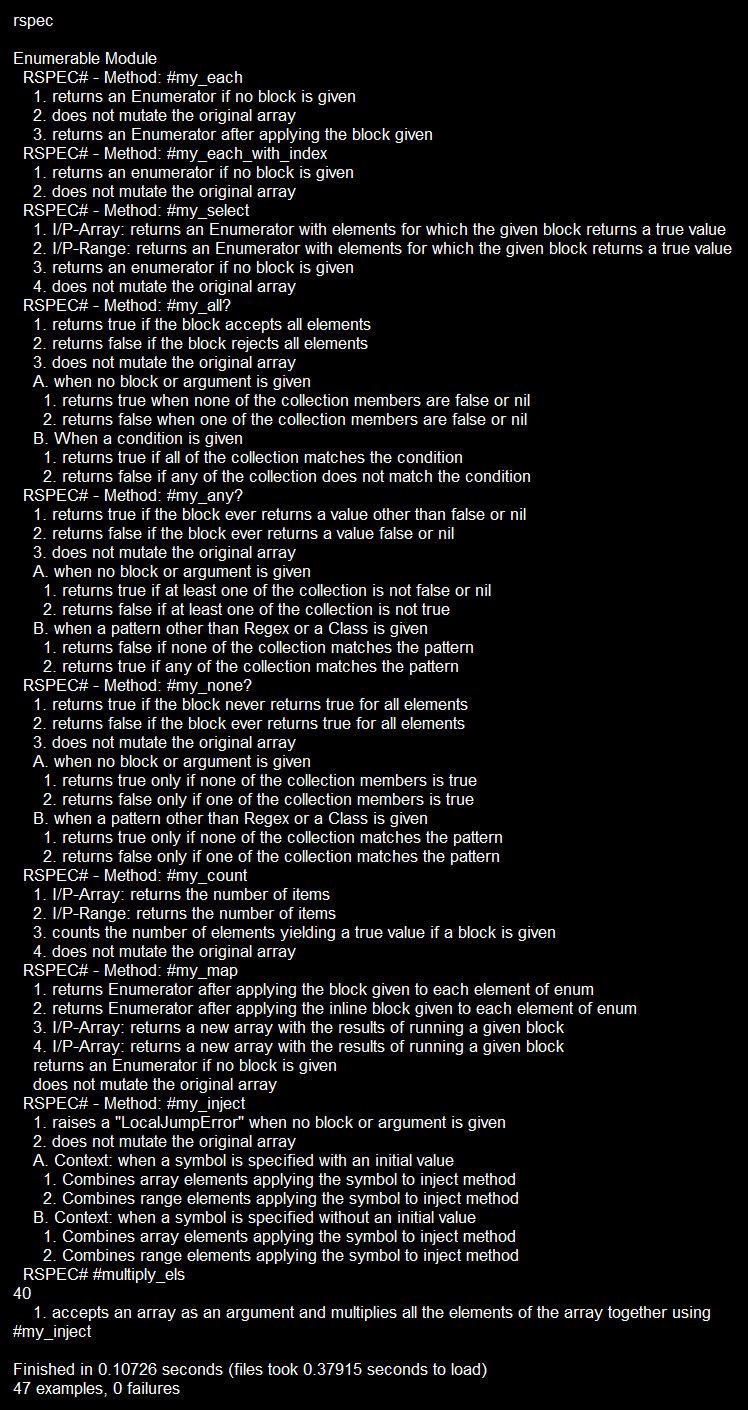 rspec
Enumerable Module
RSPEC# - Method: #my_each
1. returns an Enumerator if no block is given
2. does not mutate the original array
3. returns an Enumerator after applying the block given
RSPEC# - Method: #my_each_with_index
1. returns an enumerator if no block is given
2. does not mutate the original array
RSPEC# - Method: #my_select
1. I/P-Array: returns an Enumerator with elements for which the given block returns a true value
2. I/P-Range: returns an Enumerator with elements for which the given block returns a true value
3. returns an enumerator if no block is given
4. does not mutate the original array
RSPEC# - Method: #my_all?
1. returns true if the block accepts all elements
2. returns false if the block rejects all elements
3. does not mutate the original array
A. when no block or argument is given
1. returns true when none of the collection members are false or nil
2. returns false when one of the collection members are false or nil
B. When a condition is given
1. returns true if all of the collection matches the condition
2. returns false if any of the collection does not match the condition
RSPEC# - Method: #my_any?
1. returns true if the block ever returns a value other than false or nil
2. returns false if the block ever returns a value false or nil
3. does not mutate the original array
A. when no block or argument is given
1. returns true if at least one of the collection is not false or nil
2. returns false if at least one of the collection is not true
B. when a pattern other than Regex or a Class is given
1. returns false if none of the collection matches the pattern
2. returns true if any of the collection matches the pattern
RSPEC# - Method: #my_none?
1. returns true if the block never returns true for all elements
2. returns false if the block ever returns true for all elements
3. does not mutate the original array
A. when no block or argument is given
1. returns true only if none of the collection members is true
2. returns false only if one of the collection members is true
B. when a pattern other than Regex or a Class is given
1. returns true only if none of the collection matches the pattern
2. returns false only if one of the collection matches the pattern
RSPEC# - Method: #my_count
1. I/P-Array: returns the number of items
2. I/P-Range: returns the number of items
3. counts the number of elements yielding a true value if a block is given
4. does not mutate the original array
RSPEC# - Method: #my_map
1. returns Enumerator after applying the block given to each element of enum
2. returns Enumerator after applying the inline block given to each element of enum
3. I/P-Array: returns a new array with the results of running a given block
4. I/P-Array: returns a new array with the results of running a given block
returns an Enumerator if no block is given
does not mutate the original array
RSPEC# - Method: #my_inject
1. raises a "LocalJumpError" when no block or argument is given
2. does not mutate the original array
A. Context: when a symbol is specified with an initial value
1. Combines array elements applying the symbol to inject method
2. Combines range elements applying the symbol to inject method
B. Context: when a symbol is specified without an initial value
1. Combines array elements applying the symbol to inject method
2. Combines range elements applying the symbol to inject method
RSPEC# #multiply_els
40
1. accepts an array as an argument and multiplies all the elements of the array together using
#my_inject
Finished in 0.10726 seconds (files took 0.37915 seconds to load)
47 examples, 0 failures